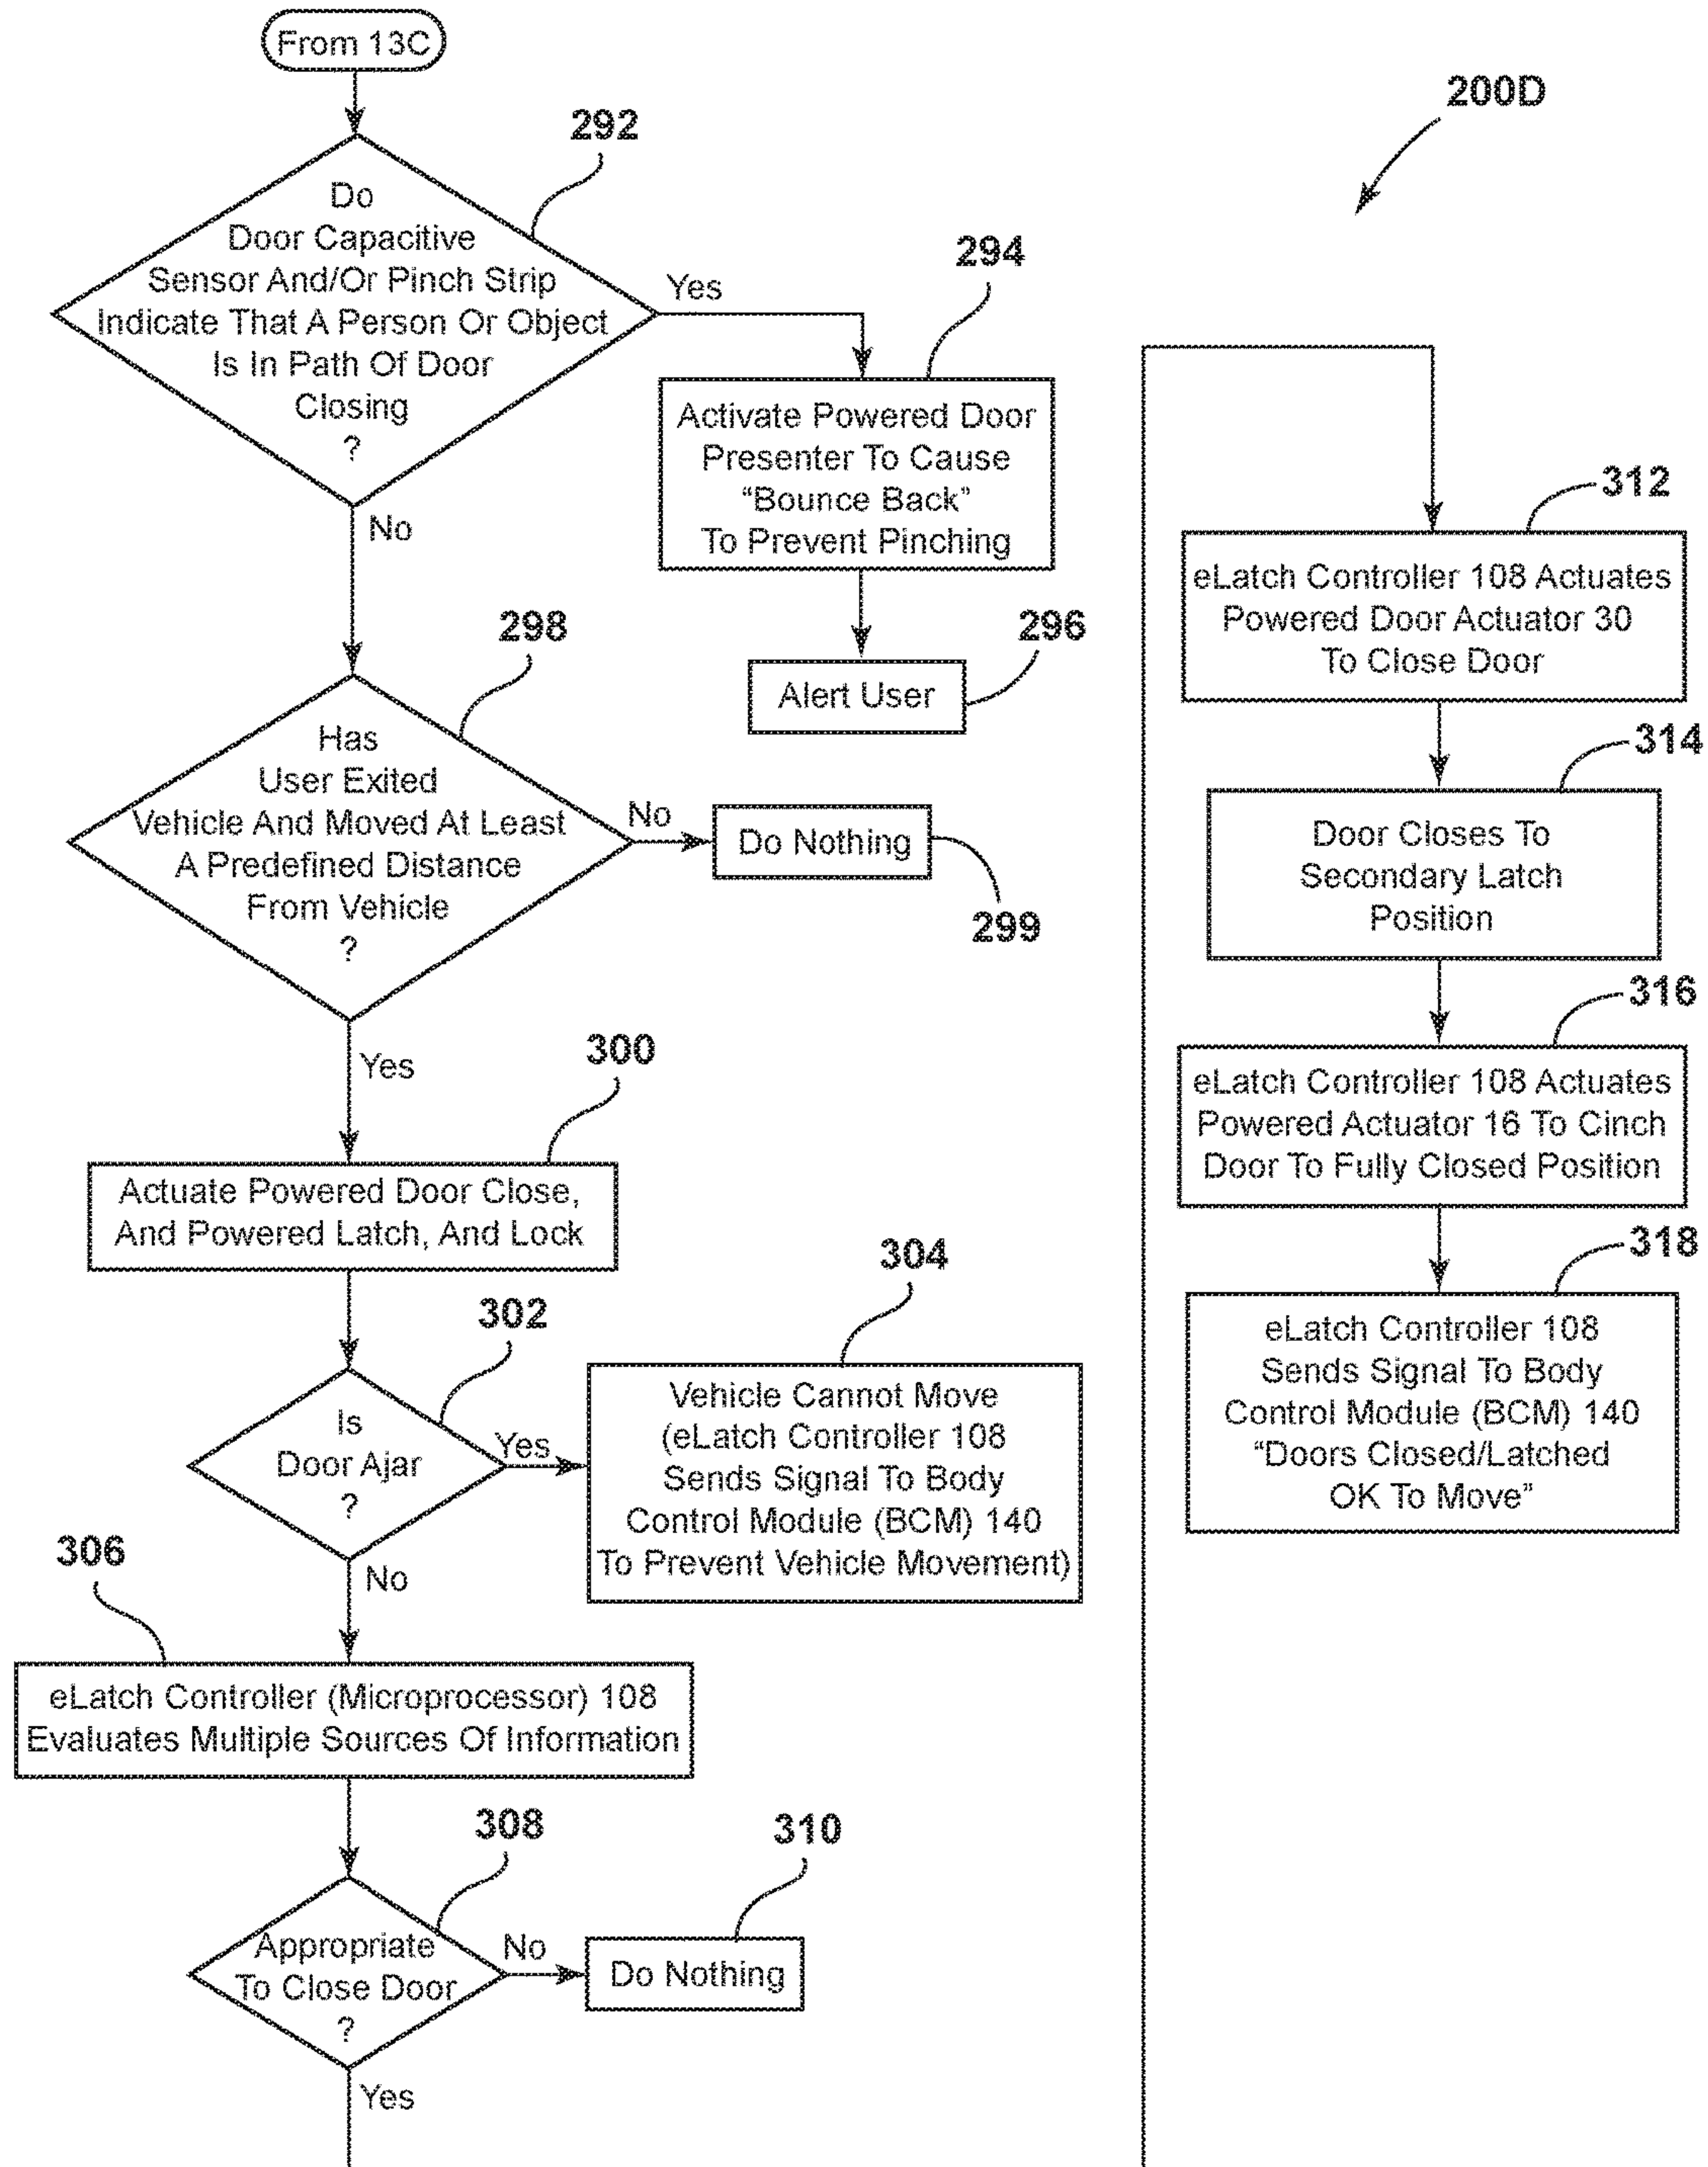 From 13C
200D
292
Do
Door Capacitive
Sensor And/Or Pinch Strip
Indicate That A Person Or Object
Is In Path Of Door
Closing
?
Yes
No
294
Activate Powered Door
Presenter To Cause
“Bounce Back”
To Prevent Pinching
296
Alert User
298
Has
User Exited
Vehicle And Moved At Least
A Predefined Distance
From Vehicle
?
No
Do Nothing
299
Yes
300
Actuate Powered Door Close,
And Powered Latch, And Lock
302
Is
Door Ajar
?
Yes
304
Vehicle Cannot Move
(eLatch Controller 108
Sends Signal To Body
Control Module (BCM) 140
To Prevent Vehicle Movement)
No
306
eLatch Controller (Microprocessor) 108
Evaluates Multiple Sources Of Information
308
Appropriate
To Close Door
?
No
310
Do Nothing
Yes
312
eLatch Controller 108 Actuates
Powered Door Actuator 30
To Close Door
314
Door Closes To
Secondary Latch
Position
316
eLatch Controller 108 Actuates
Powered Actuator 16 To Cinch
Door To Fully Closed Position
318
eLatch Controller 108
Sends Signal To Body
Control Module (BCM) 140
“Doors Closed/Latched
OK To Move”